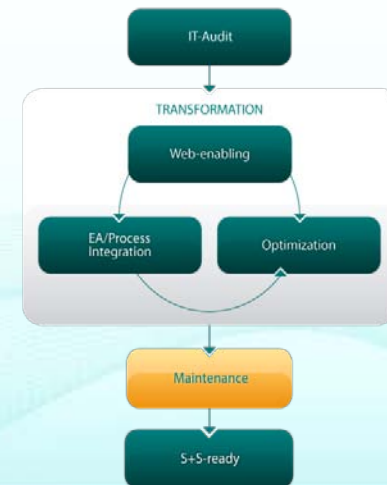 IT-Audit
TRANSFORMATION
Web-enabling
EA/Process
Integration
Optimization
Maintenance
S+S-ready